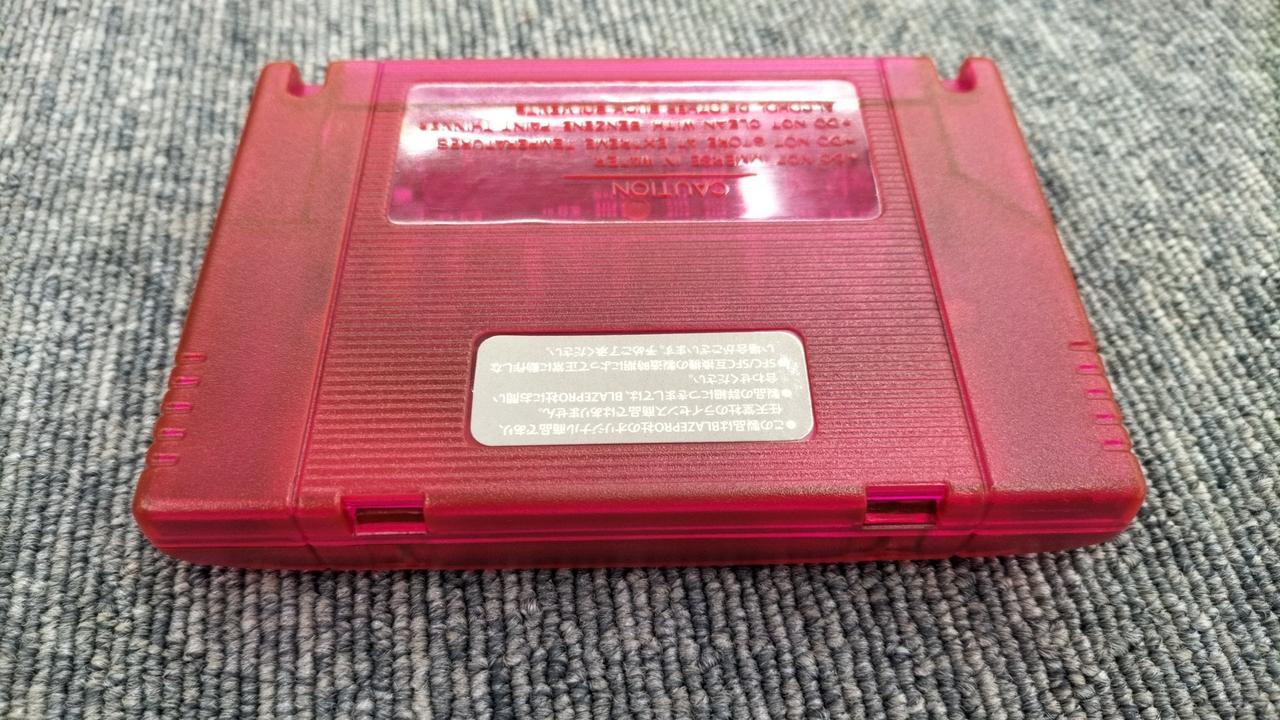 CAUTION
•DO NOT IMMERSE IN WATER
•DO NOT STORE AT EXTREME TEMPERATURES
•DO NOT CLEAN WITH BENZENE PAINT THINNER
ALCOHOL OR OTHER SUCH SOLVENTS
●この製品はBLAZEPRO社のオリジナル商品であり、
任天堂社のライセンス商品ではありません。
●製品の詳細につきましては、BLAZEPRO社にお問い
合わせください。
●SFC/SFC互換機の製造時期によって正常に動作しな
い場合がございます。予めご了承ください。